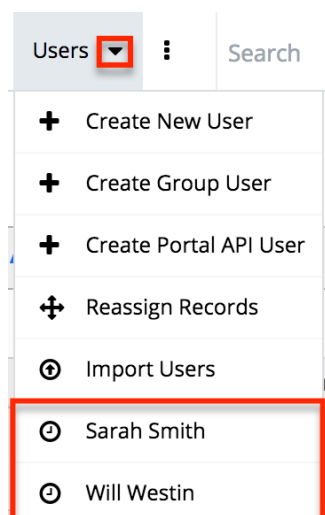 Users Search
Create New User
Create Group User
Create Portal API User
Reassign Records
Import Users
Sarah Smith
Will Westin